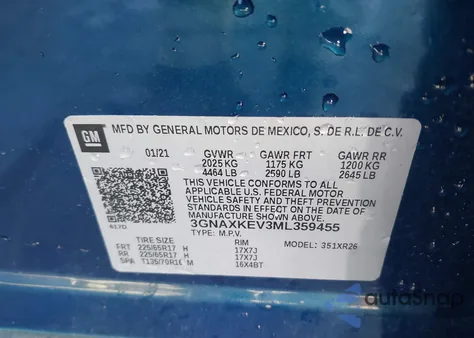 GM
MFD BY GENERAL MOTORS DE MEXICO, S. DE R.L. DE C.V.
01/21 GVWR GAWR FRT GAWR RR
2025 KG 1175 KG 1200 KG
4464 LB 2590 LB 2645 LB
THIS VEHICLE CONFORMS TO ALL
APPLICABLE U.S. FEDERAL MOTOR
VEHICLE SAFETY AND THEFT
PREVENTION STANDARDS IN EFFECT ON
THE DATE OF MANUFACTURE SHOWN ABOVE.
3GNAXKEV3ML359455
TYPE: M.P.V. MODEL: 351XR26
TIRE SIZE RIM
FRT 225/65R17 H 17X7J
RR 225/65R17 H 17X7J
SPA T135/70R16 M 16X4BT
autoSnap